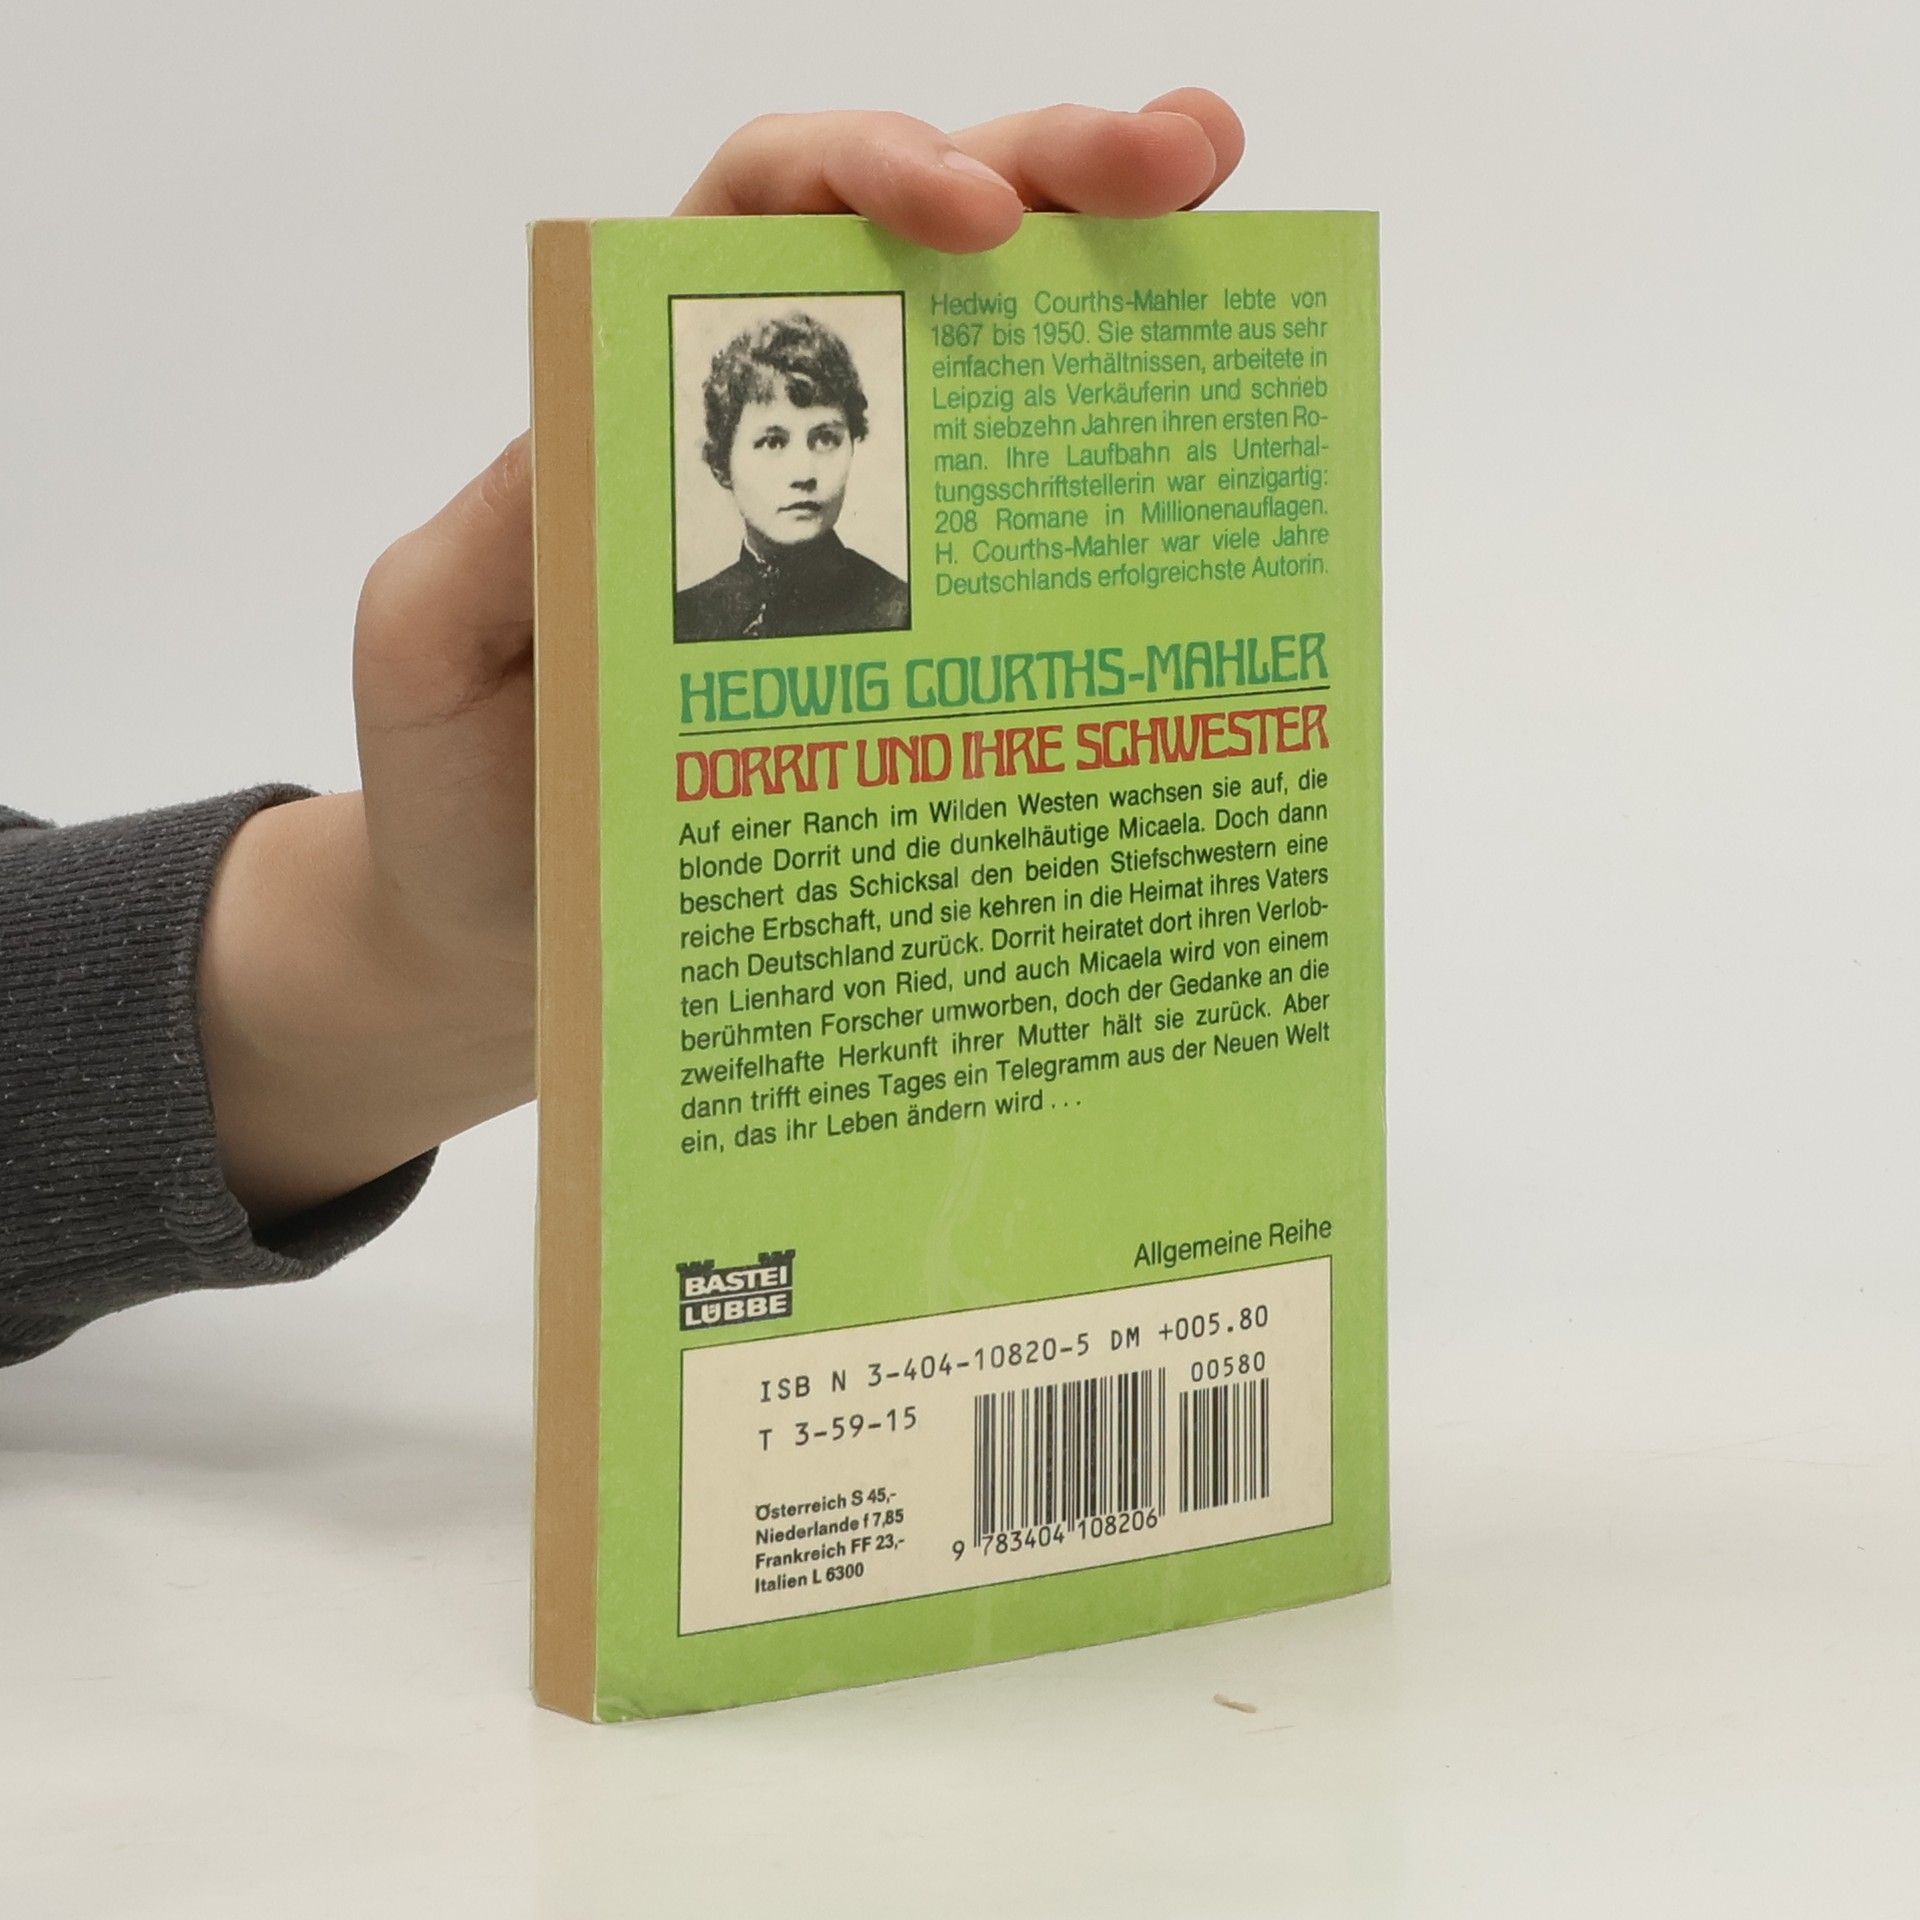 Hedwig Courths-Mahler lebte von
1867 bis 1950. Sie stammte aus sehr
einfachen Verhältnissen, arbeitete in
Leipzig als Verkäuferin und schrieb
mit siebzehn Jahren ihren ersten Ro-
man. Ihre Laufbahn als Unterhal-
tungsschriftstellerin war einzigartig:
208 Romane in Millionenauflagen.
H. Courths-Mahler war viele Jahre
Deutschlands erfolgreichste Autorin.
HEDWIG COURTHS-MAHLER
DORRIT UND IHRE SCHWESTER
Auf einer Ranch im Wilden Westen wachsen sie auf, die
blonde Dorrit und die dunkelhäutige Micaela. Doch dann
beschert das Schicksal den beiden Stiefschwestern eine
reiche Erbschaft, und sie kehren in die Heimat ihres Vaters
nach Deutschland zurück. Dorrit heiratet dort ihren Verlob-
ten Lienhard von Ried, und auch Micaela wird von einem
berühmten Forscher umworben, doch der Gedanke an die
zweifelhafte Herkunft ihrer Mutter hält sie zurück. Aber
dann trifft eines Tages ein Telegramm aus der Neuen Welt
ein, das ihr Leben ändern wird . . .
Allgemeine Reihe
BASTEI
LÜBBE
ISB N 3-404-10820-5 DM +005.80
T 3-59-15
00580
Österreich S 45,-
Niederlande f 7,85
Frankreich FF 23,-
Italien L 6300
9 783404 108206